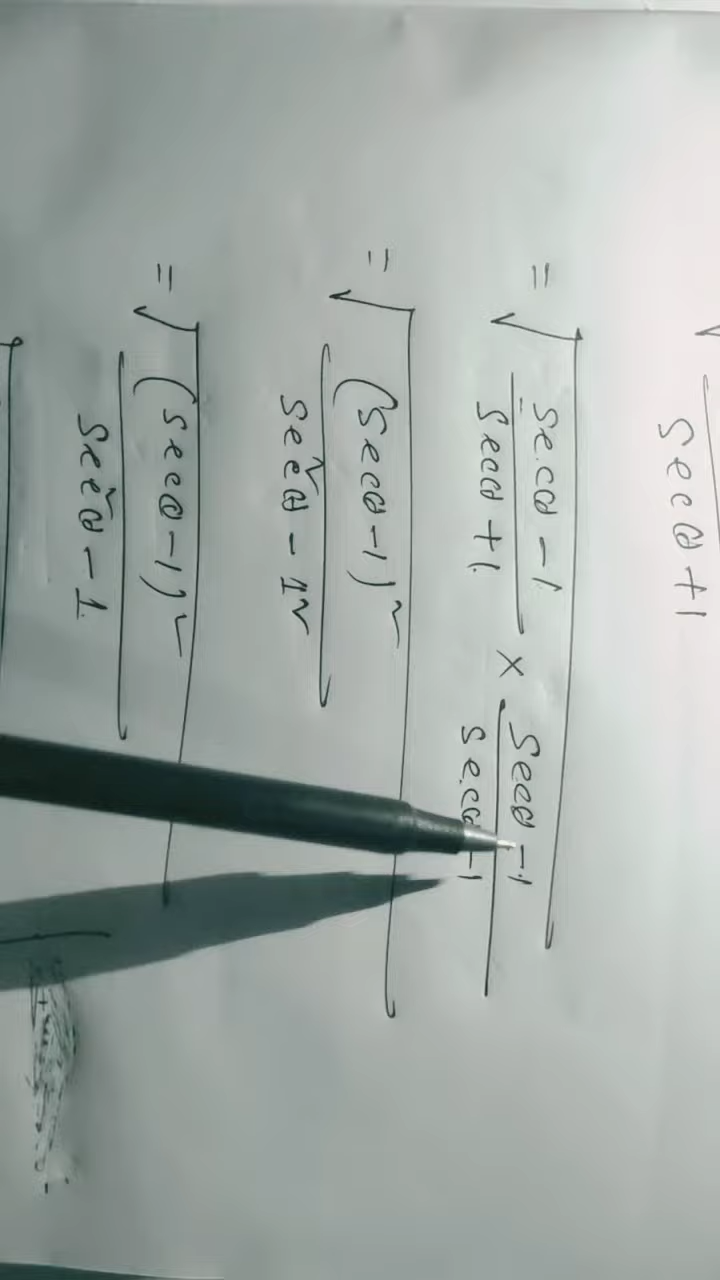 √ secθ + 1
= √ secθ - 1 / secθ + 1 × secθ - 1 / secθ - 1
= √ (secθ - 1)² / sec²θ - 1²
= √ (secθ - 1)² / sec²θ - 1